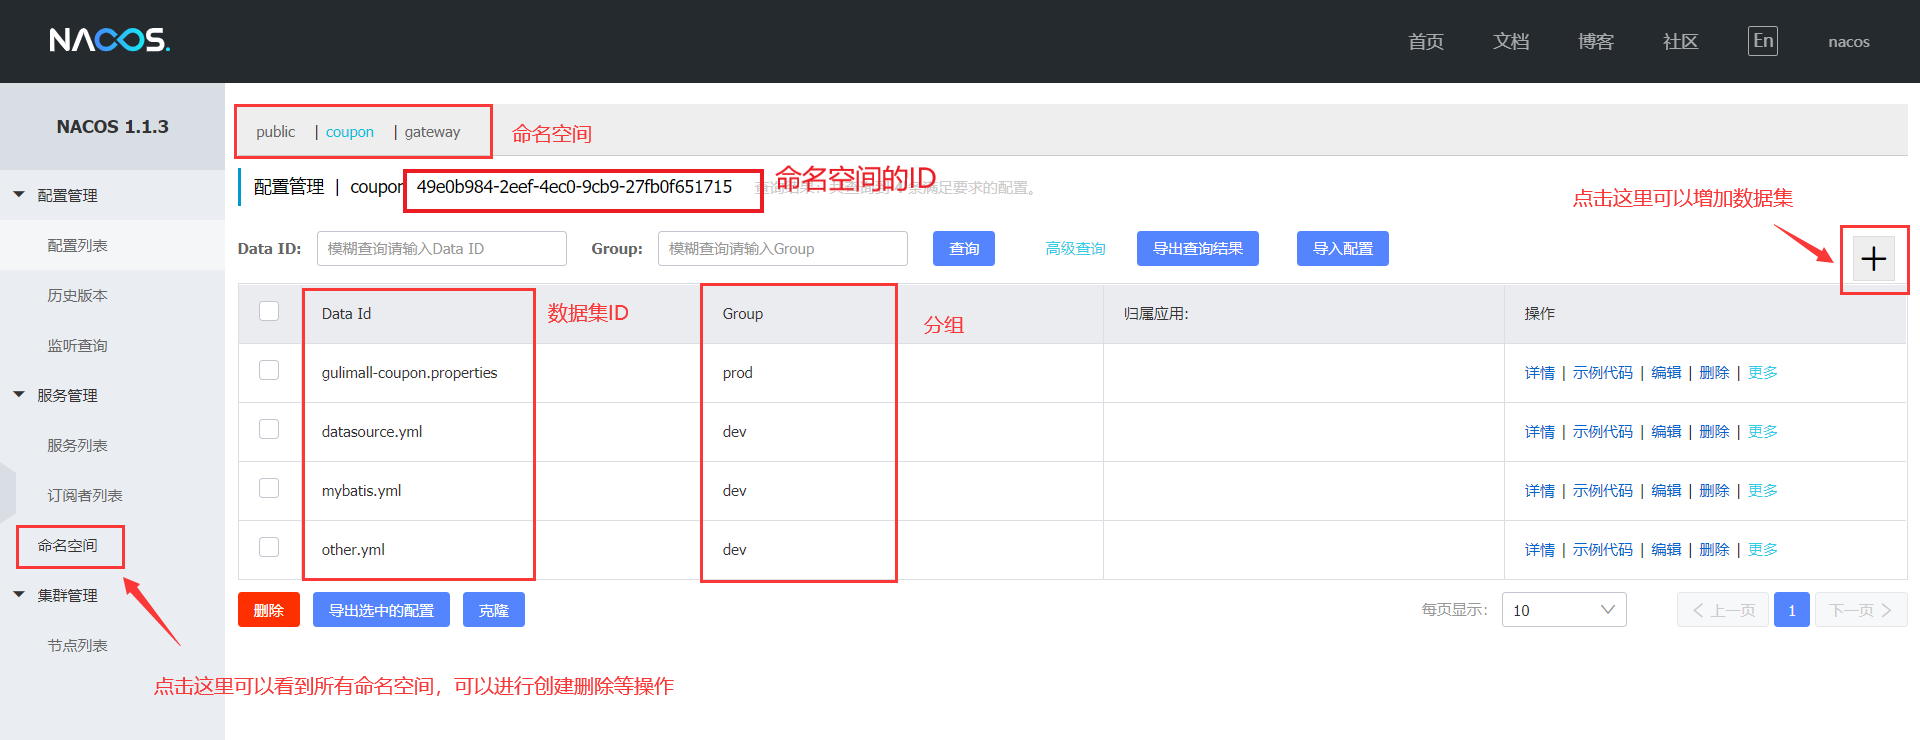 NACOS.
首页 文档 博客 社区 En nacos
NACOS 1.1.3
配置管理
配置列表
历史版本
监听查询
服务管理
服务列表
订阅者列表
命名空间
集群管理
节点列表
public | coupon | gateway 命名空间
配置管理 | coupon 49e0b984-2eef-4ec0-9cb9-27fb0f651715 命名空间的ID
条满足要求的配置。
点击这里可以增加数据集
Data ID: 模糊查询请输入Data ID Group: 模糊查询请输入Group 查询 高级查询 导出查询结果 导入配置 +
Data Id 数据集ID Group 分组 归属应用: 操作
gulimall-coupon.properties prod 详情 | 示例代码 | 编辑 | 删除 | 更多
datasource.yml dev 详情 | 示例代码 | 编辑 | 删除 | 更多
mybatis.yml dev 详情 | 示例代码 | 编辑 | 删除 | 更多
other.yml dev 详情 | 示例代码 | 编辑 | 删除 | 更多
删除 导出选中的配置 克隆 每页显示: 10 上一页 1 下一页
点击这里可以看到所有命名空间，可以进行创建删除等操作